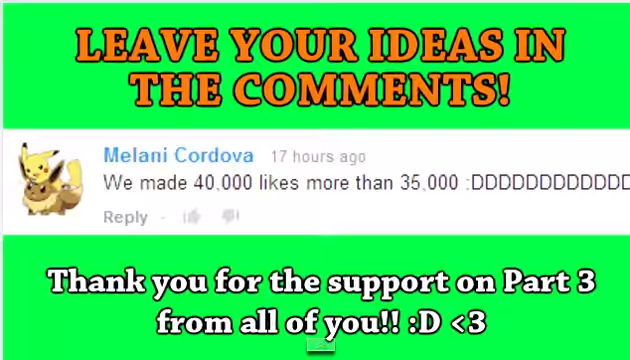 LEAVE YOUR IDEAS IN
THE COMMENTS!
Melani Cordova 17 hours ago
We made 40,000 likes more than 35,000 :DDDDDDDDDDDD
Reply
Thank you for the support on Part 3
from all of you!! :D <3